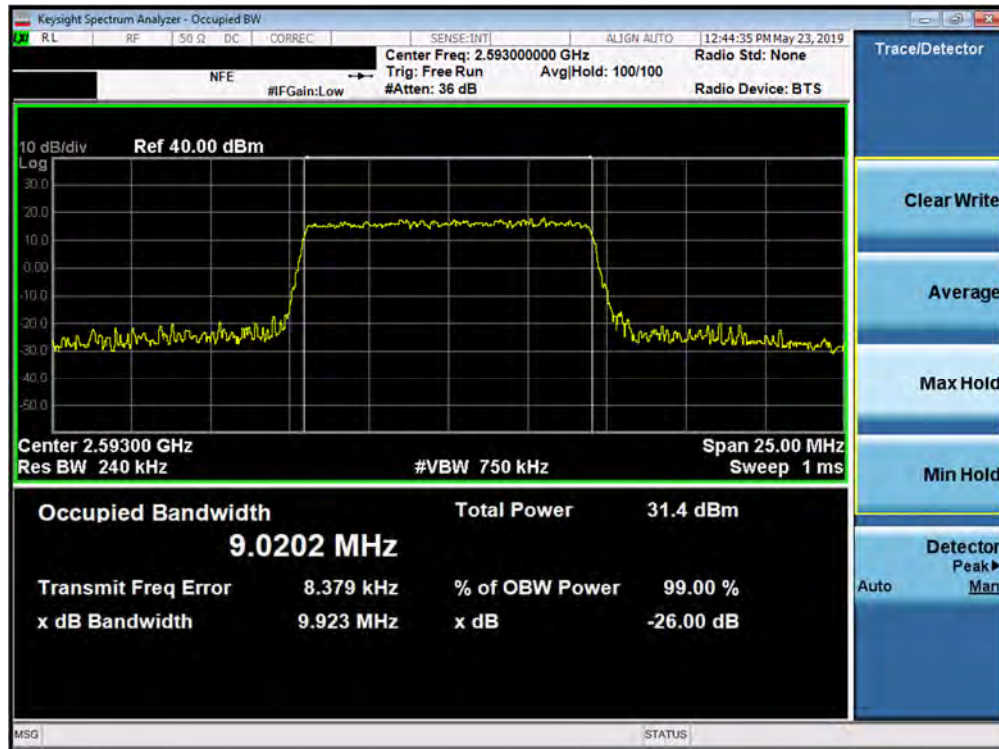 Keysight Spectrum Analyzer - Occupied BW
LXI RL RF 50 Ω DC CORREC SENSE:INT ALIGN AUTO 12:44:35 PM May 23, 2019
Center Freq: 2.593000000 GHz Radio Std: None
NFE Trig: Free Run Avg|Hold: 100/100
#IFGain:Low #Atten: 36 dB Radio Device: BTS
Trace/Detector
10 dB/div Ref 40.00 dBm
Log
30.0
20.0
10.0
0.00
-10.0
-20.0
-30.0
-40.0
-50.0
Center 2.59300 GHz Span 25.00 MHz
Res BW 240 kHz #VBW 750 kHz Sweep 1 ms
Occupied Bandwidth Total Power 31.4 dBm
9.0202 MHz
Transmit Freq Error 8.379 kHz % of OBW Power 99.00 %
x dB Bandwidth 9.923 MHz x dB -26.00 dB
Clear Write
Average
Max Hold
Min Hold
Detector
Peak
Auto Man
MSG STATUS